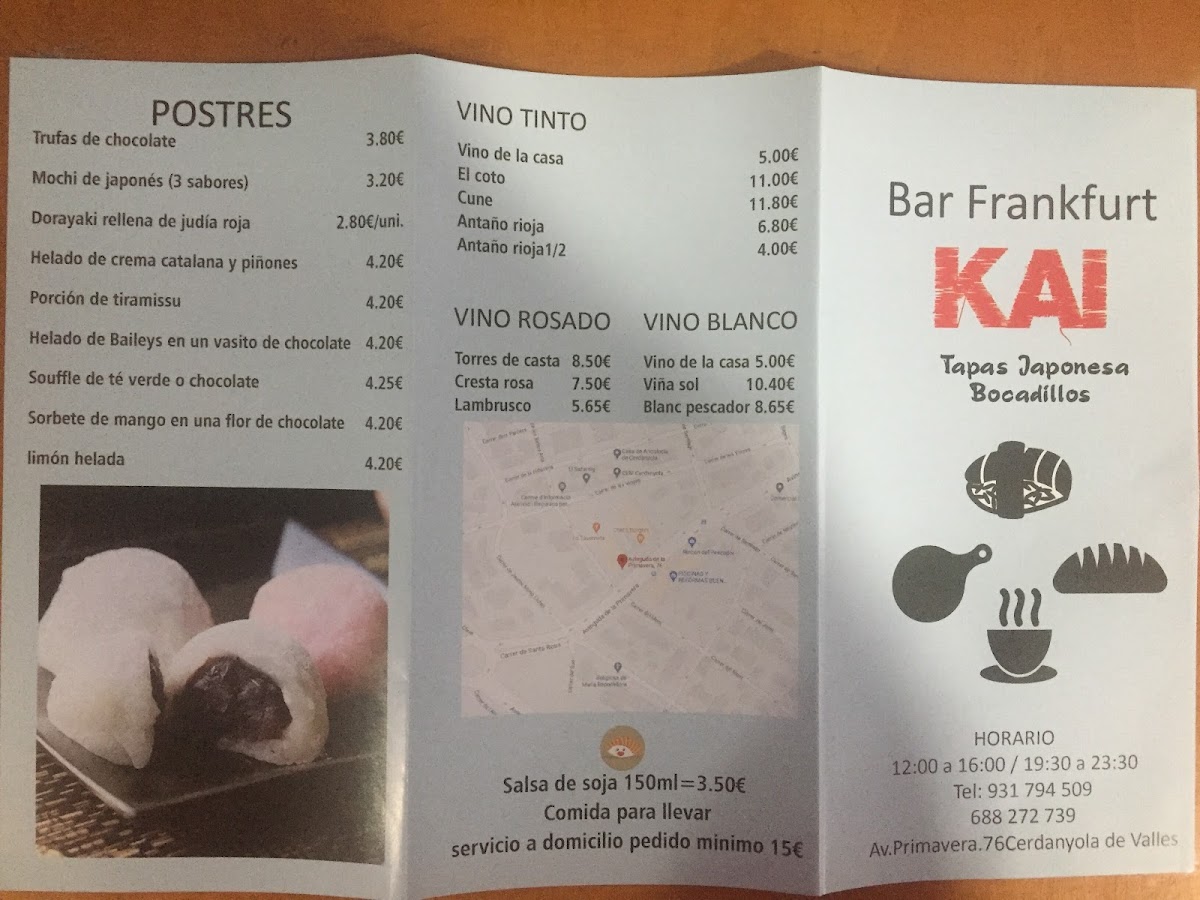 POSTRES
Trufas de chocolate 3.80€
Mochi de japonés (3 sabores) 3.20€
Dorayaki rellena de judía roja 2.80€/uni.
Helado de crema catalana y piñones 4.20€
Porción de tiramissu 4.20€
Helado de Baileys en un vasito de chocolate 4.20€
Souffle de té verde o chocolate 4.25€
Sorbete de mango en una flor de chocolate 4.20€
limón helada 4.20€
VINO TINTO
Vino de la casa 5.00€
El coto 11.00€
Cune 11.80€
Antaño rioja 6.80€
Antaño rioja1/2 4.00€
VINO ROSADO
Torres de casta 8.50€
Cresta rosa 7.50€
Lambrusco 5.65€
VINO BLANCO
Vino de la casa 5.00€
Viña sol 10.40€
Blanc pescador 8.65€
Avinguda de la Primavera
Carrer de Santa Rosa
Salsa de soja 150ml=3.50€
Comida para llevar
servicio a domicilio pedido minimo 15€
Bar Frankfurt
KAI
Tapas Japonesa
Bocadillos
HORARIO
12:00 a 16:00 / 19:30 a 23:30
Tel: 931 794 509
688 272 739
Av.Primavera.76Cerdanyola de Valles